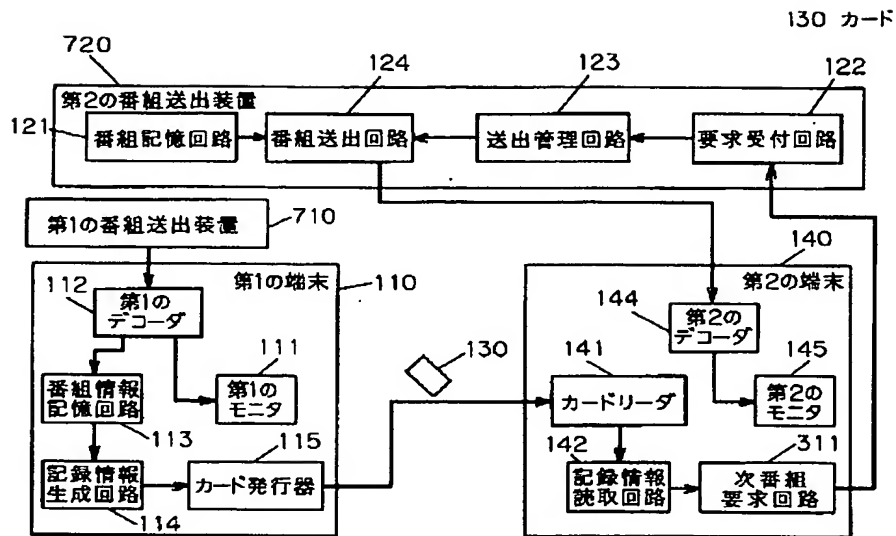 130 カード
720
第2の番組送出装置
124
123
122
121
番組記憶回路
番組送出回路
送出管理回路
要求受付回路
第1の番組送出装置
710
第1の端末
110
112
第1の
デコーダ
111
第1の
モニタ
番組情報
記憶回路
113
記録情報
生成回路
114
115
カード発行器
130
140
第2の端末
144
第2の
デコーダ
145
第2の
モニタ
141
カードリーダ
142
記録情報
読取回路
311
次番組
要求回路